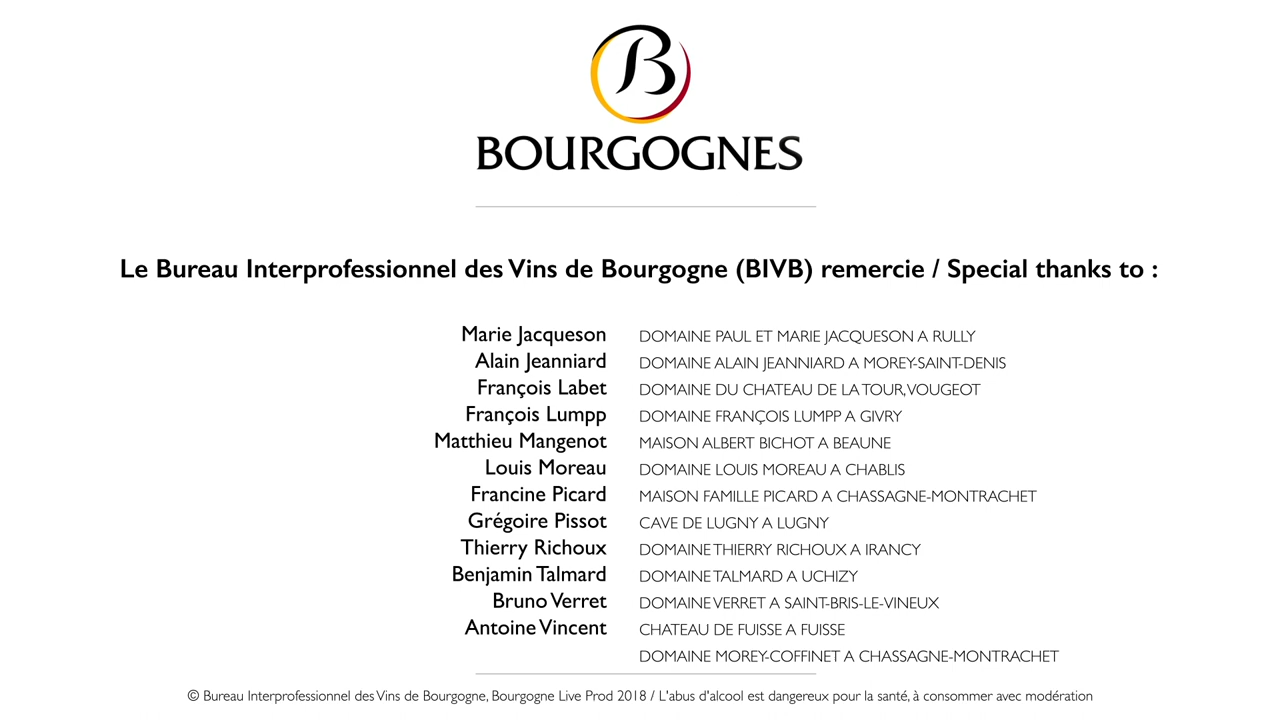 B
BOURGOGNES
Le Bureau Interprofessionnel des Vins de Bourgogne (BIVB) remercie / Special thanks to :
Marie Jacqueson DOMAINE PAUL ET MARIE JACQUESON A RULLY
Alain Jeanniard DOMAINE ALAIN JEANNIARD A MOREY-SAINT-DENIS
François Labet DOMAINE DU CHATEAU DE LA TOUR, VOUGEOT
François Lumpp DOMAINE FRANÇOIS LUMPP A GIVRY
Matthieu Mangenot MAISON ALBERT BICHOT A BEAUNE
Louis Moreau DOMAINE LOUIS MOREAU A CHABLIS
Francine Picard MAISON FAMILLE PICARD A CHASSAGNE-MONTRACHET
Grégoire Pissot CAVE DE LUGNY A LUGNY
Thierry Richoux DOMAINE THIERRY RICHOUX A IRANCY
Benjamin Talmard DOMAINE TALMARD A UCHIZY
Bruno Verret DOMAINE VERRET A SAINT-BRIS-LE-VINEUX
Antoine Vincent CHATEAU DE FUISSE A FUISSE
DOMAINE MOREY-COFFINET A CHASSAGNE-MONTRACHET
© Bureau Interprofessionnel des Vins de Bourgogne, Bourgogne Live Prod 2018 / L'abus d'alcool est dangereux pour la santé, à consommer avec modération